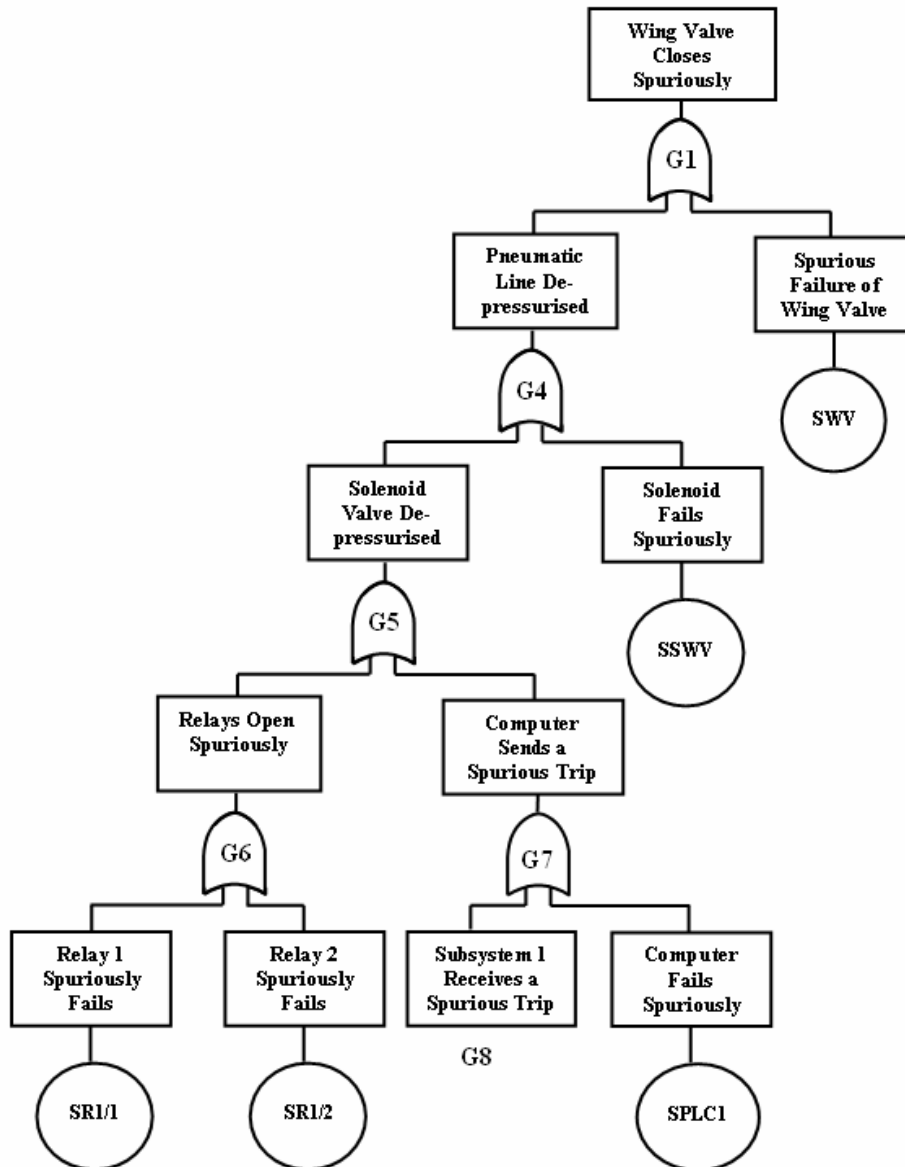 Wing Valve
Closes
Spuriously
G1
Pneumatic
Line De-
pressurised
Spurious
Failure of
Wing Valve
G4
SWV
Solenoid
Valve De-
pressurised
Solenoid
Fails
Spuriously
G5
SSWV
Relays Open
Spuriously
Computer
Sends a
Spurious Trip
G6
G7
Relay 1
Spuriously
Fails
Relay 2
Spuriously
Fails
Subsystem 1
Receives a
Spurious Trip
Computer
Fails
Spuriously
G8
SR1/1
SR1/2
SPLC1